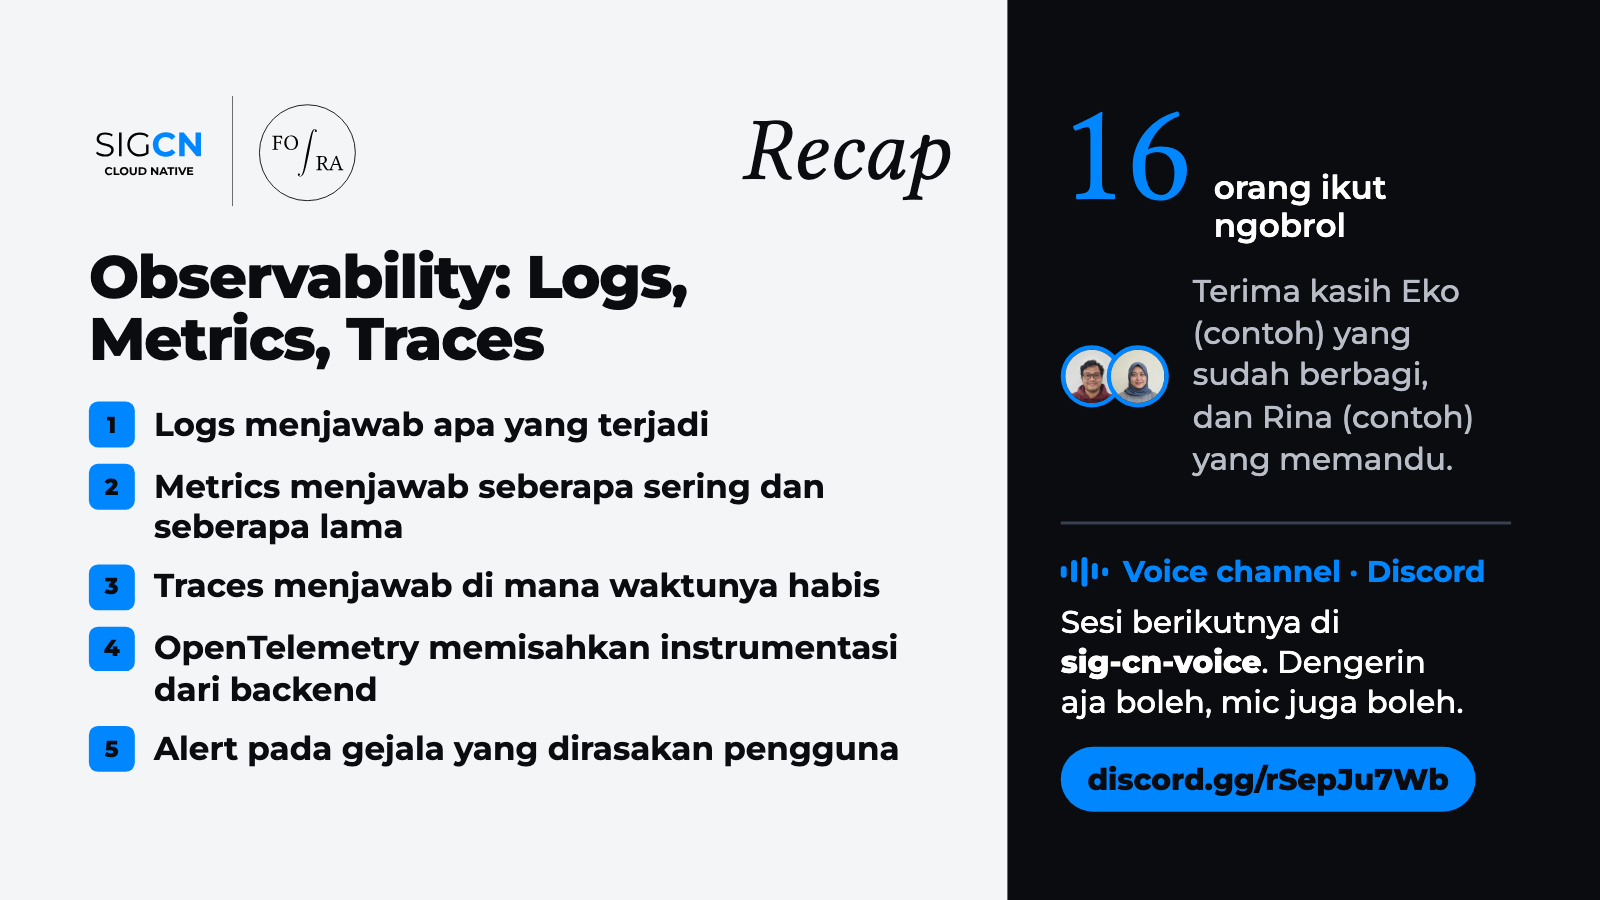 SIGCN
CLOUD NATIVE
FO
RA
Recap
Observability: Logs,
Metrics, Traces
1 Logs menjawab apa yang terjadi
2 Metrics menjawab seberapa sering dan
seberapa lama
3 Traces menjawab di mana waktunya habis
4 OpenTelemetry memisahkan instrumentasi
dari backend
5 Alert pada gejala yang dirasakan pengguna
16 orang ikut
ngobrol
Terima kasih Eko
(contoh) yang
sudah berbagi,
dan Rina (contoh)
yang memandu.
Voice channel · Discord
Sesi berikutnya di
sig-cn-voice. Dengerin
aja boleh, mic juga boleh.
discord.gg/rSepJu7Wb